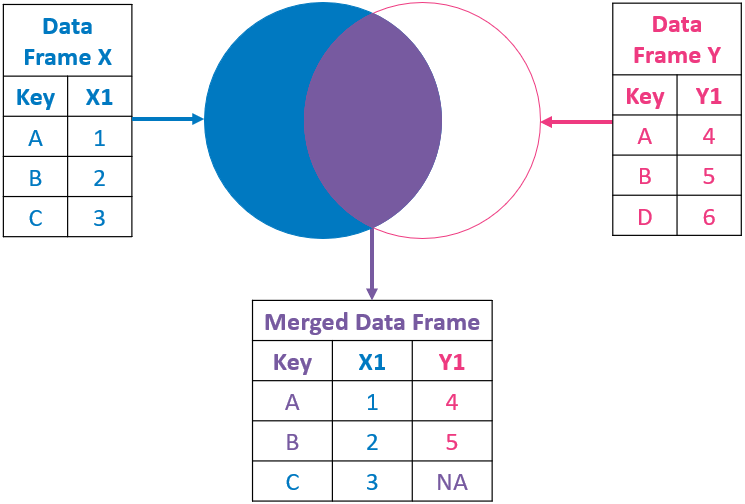 Data
Frame X
Key X1
A 1
B 2
C 3
Data
Frame Y
Key Y1
A 4
B 5
D 6
Merged Data Frame
Key X1 Y1
A 1 4
B 2 5
C 3 NA